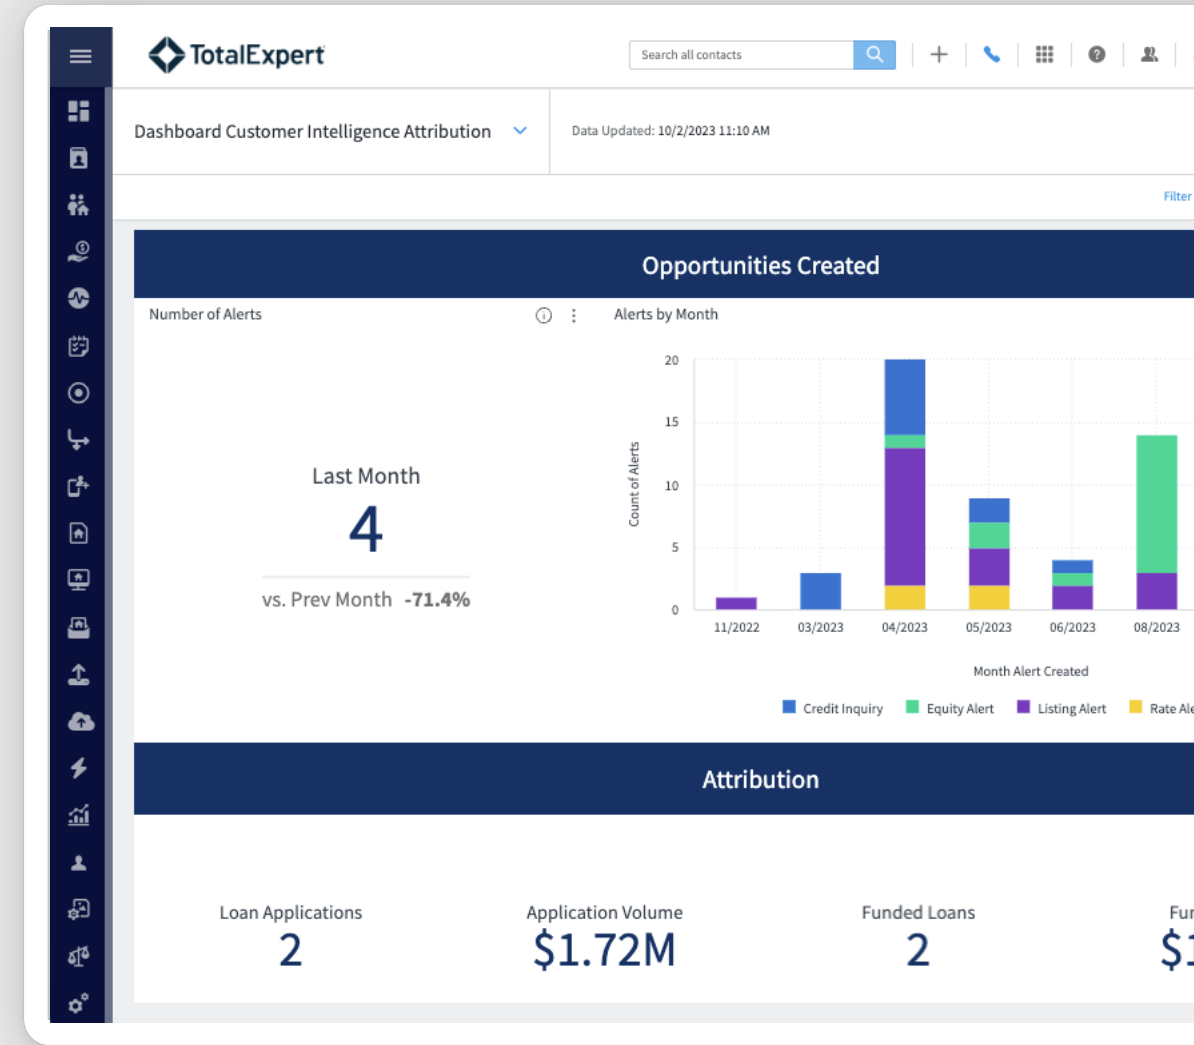 TotalExpert
Search all contacts
Dashboard Customer Intelligence Attribution
Data Updated: 10/2/2023 11:10 AM
Filter
Opportunities Created
Number of Alerts
Last Month
4
vs. Prev Month -71.4%
Alerts by Month
Count of Alerts
20
15
10
5
0
11/2022 03/2023 04/2023 05/2023 06/2023 08/2023
Month Alert Created
Credit Inquiry Equity Alert Listing Alert Rate
Attribution
Loan Applications
2
Application Volume
$1.72M
Funded Loans
2